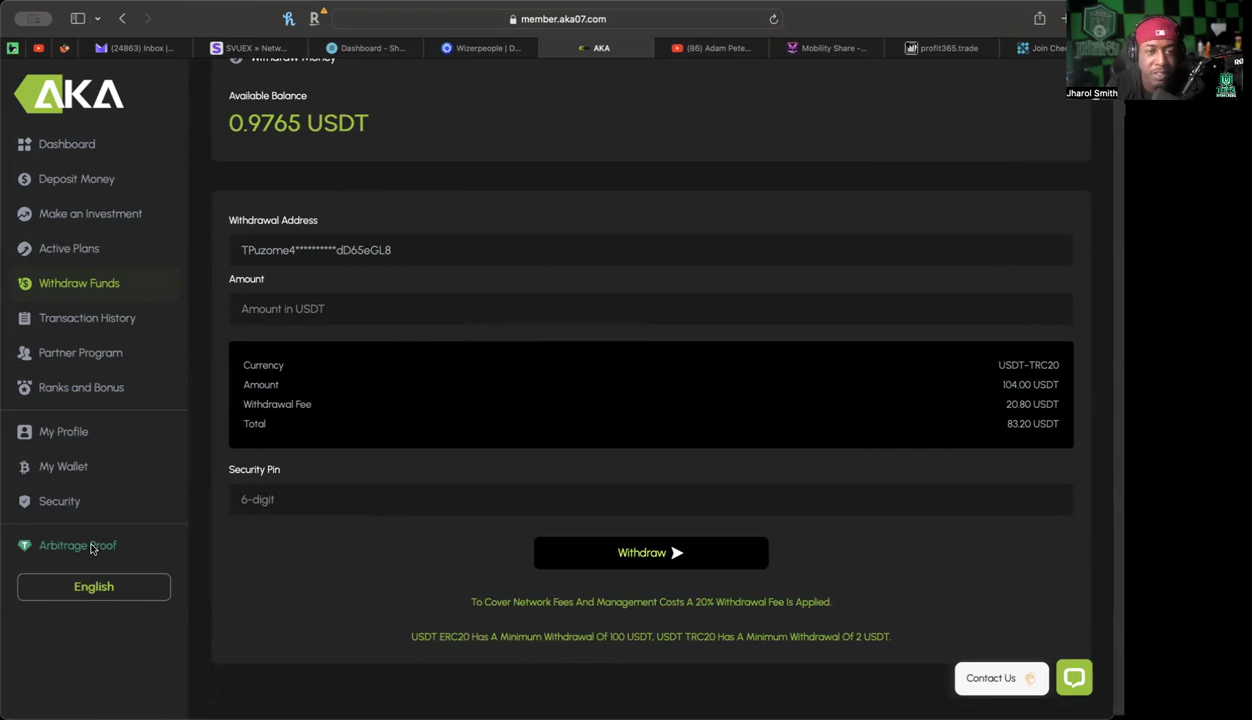 member.aka07.com
(24863) Inbox |...
SVUEX » Netw...
Dashboard - Sh...
Wizerpeople | D...
AKA
(86) Adam Pete...
Mobility Share -...
profit365.trade
Join Che
Jharol Smith
AKA
Dashboard
Deposit Money
Make an Investment
Active Plans
Withdraw Funds
Transaction History
Partner Program
Ranks and Bonus
My Profile
My Wallet
Security
Arbitrage Proof
English
Withdraw Money
Available Balance
0.9765 USDT
Withdrawal Address
TPuzome4**********dD65eGL8
Amount
Amount in USDT
Currency USDT-TRC20
Amount 104.00 USDT
Withdrawal Fee 20.80 USDT
Total 83.20 USDT
Security Pin
6-digit
Withdraw
To Cover Network Fees And Management Costs A 20% Withdrawal Fee Is Applied.
USDT ERC20 Has A Minimum Withdrawal Of 100 USDT, USDT TRC20 Has A Minimum Withdrawal Of 2 USDT.
Contact Us